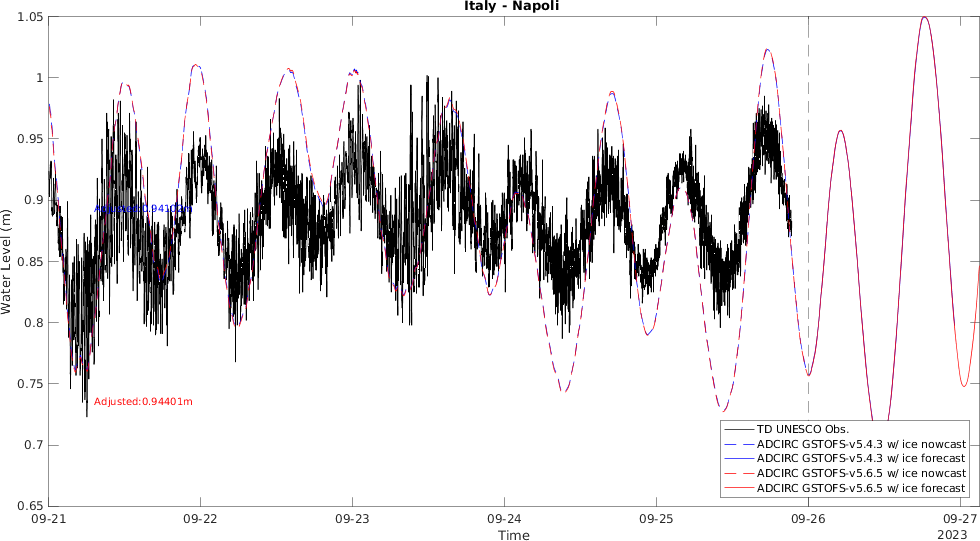 Italy - Napoli
1.05
1
0.95
0.9
0.85
0.8
0.75
0.7
0.65
Water Level (m)
Adjusted:0.94401m
TD UNESCO Obs.
ADCIRC GSTOFS-v5.4.3 w/ ice nowcast
ADCIRC GSTOFS-v5.4.3 w/ ice forecast
ADCIRC GSTOFS-v5.6.5 w/ ice nowcast
ADCIRC GSTOFS-v5.6.5 w/ ice forecast
09-21 09-22 09-23 09-24 09-25 09-26 09-27
Time
2023